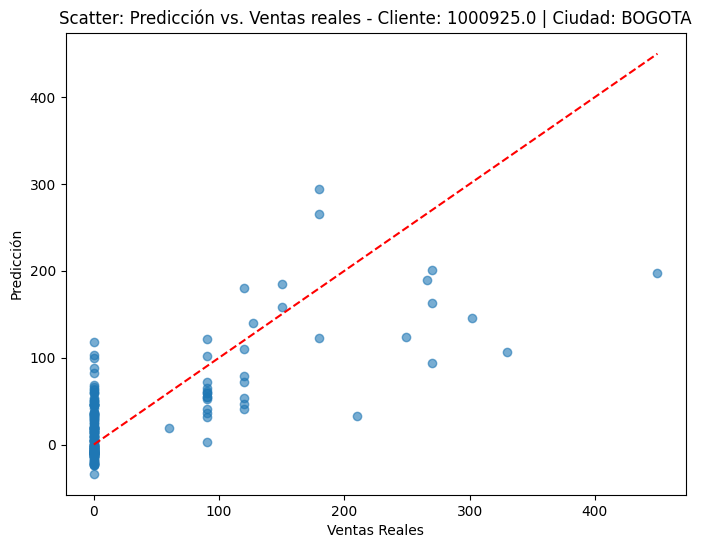 Scatter: Predicción vs. Ventas reales - Cliente: 1000925.0 | Ciudad: BOGOTA
400
300
200
100
0
Predicción
0 100 200 300 400
Ventas Reales